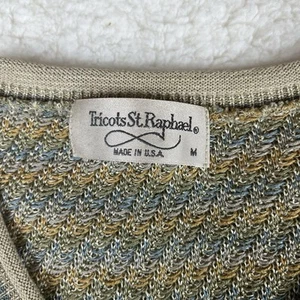 Tricots St. Raphael®
MADE IN U.S.A. M